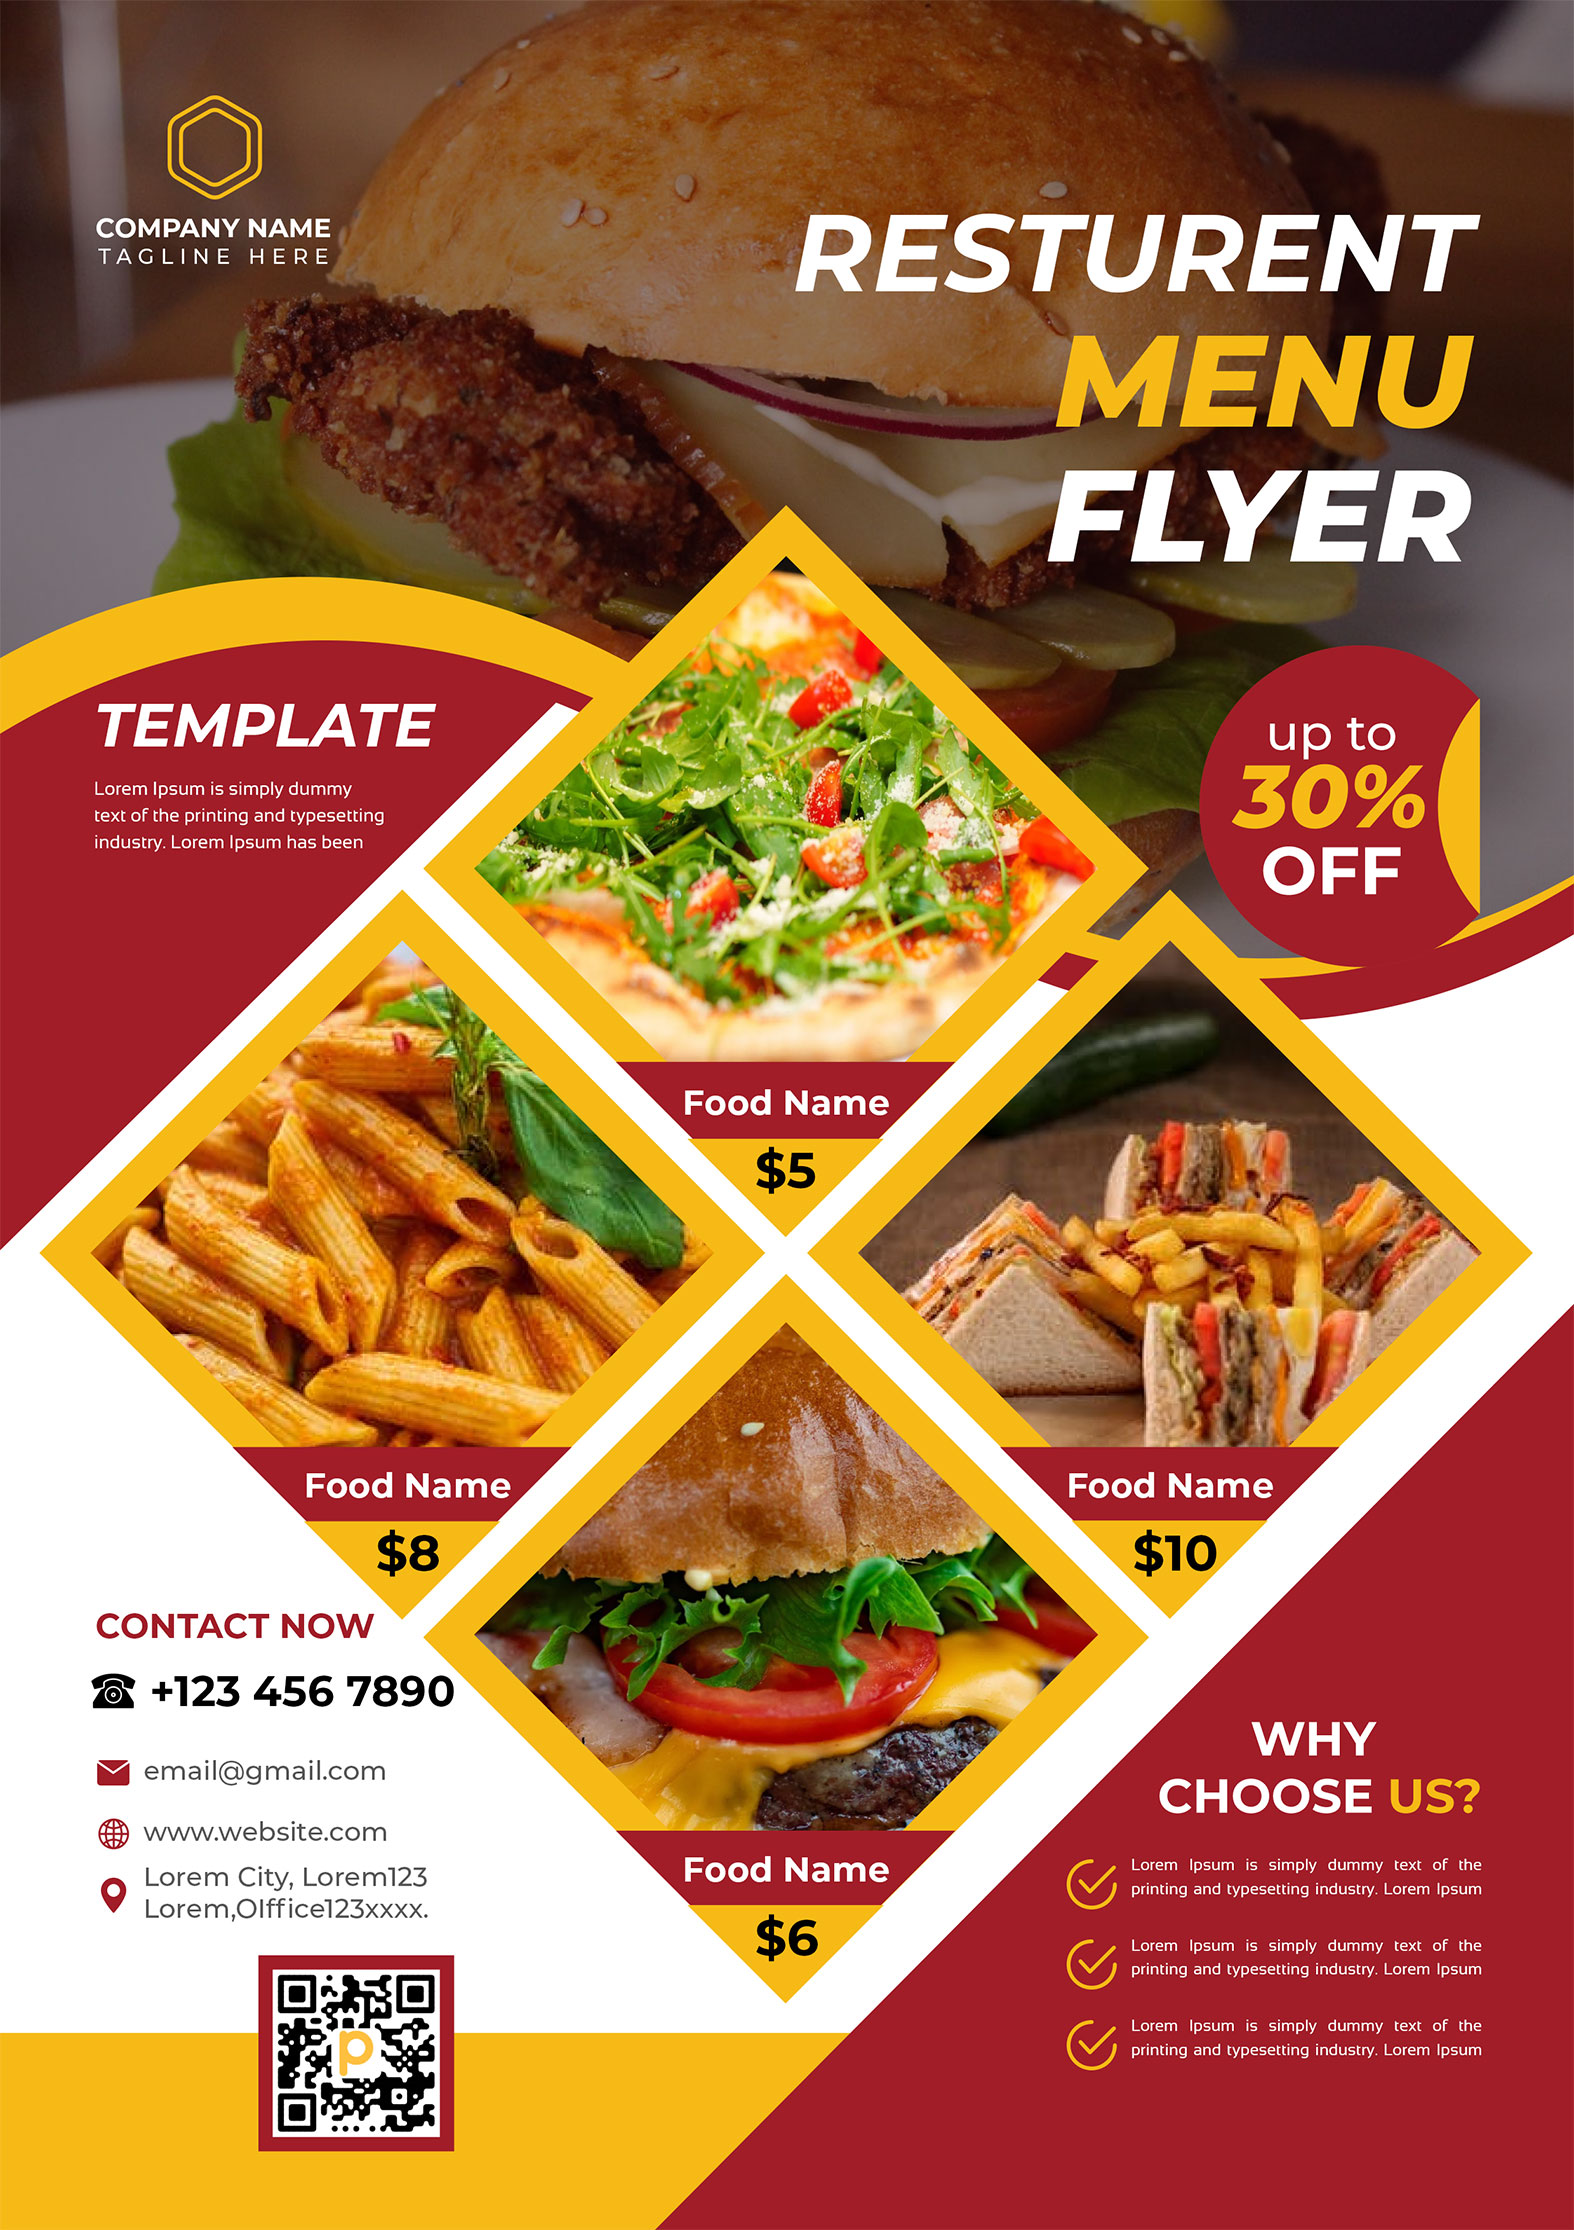 COMPANY NAME
TAGLINE HERE
RESTURENT
MENU
FLYER
up to
30%
OFF
TEMPLATE
Lorem Ipsum is simply dummy
text of the printing and typesetting
industry. Lorem Ipsum has been
Food Name
$5
Food Name
$8
Food Name
$10
Food Name
$6
CONTACT NOW
+123 456 7890
email@gmail.com
www.website.com
Lorem City, Lorem123
Lorem,OIffice123xxxx.
p
WHY
CHOOSE US?
Lorem Ipsum is simply dummy text of the
printing and typesetting industry. Lorem Ipsum
Lorem Ipsum is simply dummy text of the
printing and typesetting industry. Lorem Ipsum
Lorem Ipsum is simply dummy text of the
printing and typesetting industry. Lorem Ipsum